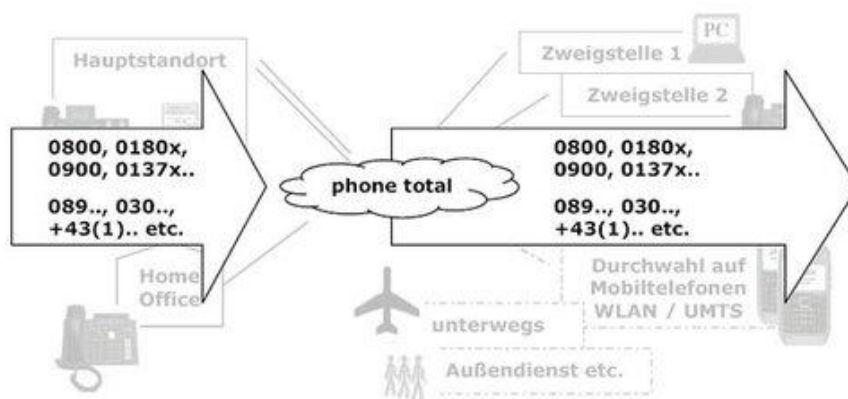 Hauptstandort
Zweigstelle 1
PC
Zweigstelle 2
0800, 0180x,
0900, 0137x..
089.., 030..,
+43(1).. etc.
phone total
0800, 0180x,
0900, 0137x..
089.., 030..,
+43(1).. etc.
Home
Office
Durchwahl auf
Mobiltelefonen
WLAN / UMTS
unterwegs
Außendienst etc.